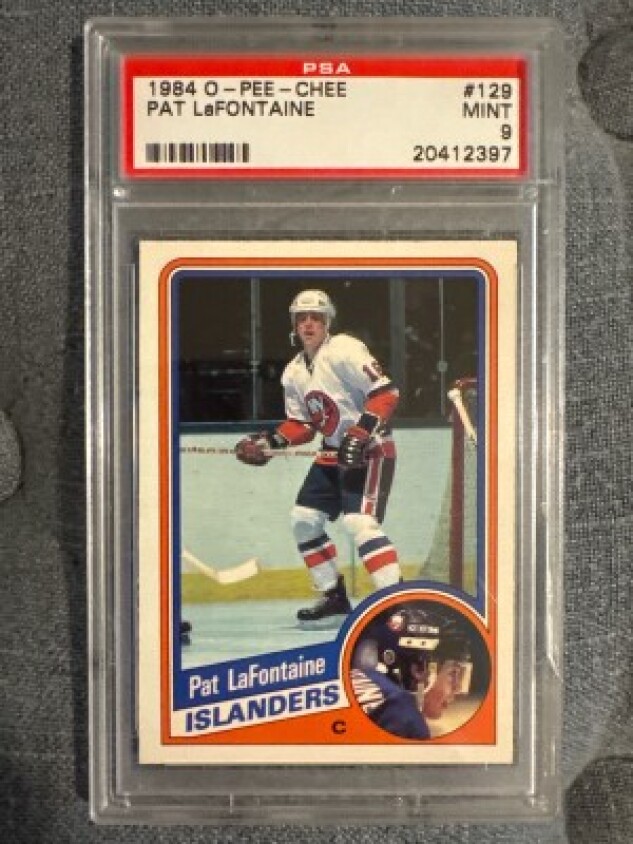 PSA
1984 O-PEE-CHEE #129
PAT LaFONTAINE MINT
9
20412397
Pat LaFontaine
ISLANDERS
C